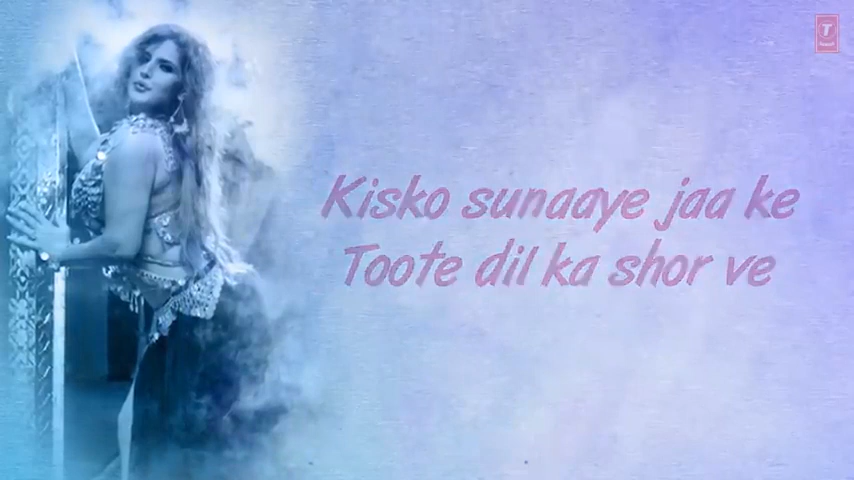 T
Kisko sunaaye jaa ke
Toote dil ka shor ve